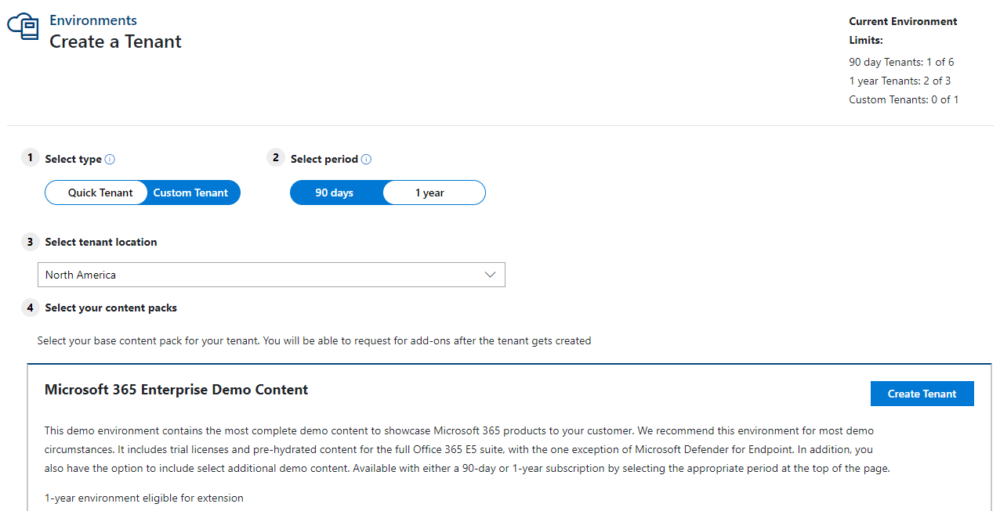 Environments
Create a Tenant
Current Environment
Limits:
90 day Tenants: 1 of 6
1 year Tenants: 2 of 3
Custom Tenants: 0 of 1
1 Select type
2 Select period
Quick Tenant Custom Tenant
90 days 1 year
3 Select tenant location
North America
4 Select your content packs
Select your base content pack for your tenant. You will be able to request for add-ons after the tenant gets created
Microsoft 365 Enterprise Demo Content
Create Tenant
This demo environment contains the most complete demo content to showcase Microsoft 365 products to your customer. We recommend this environment for most demo
circumstances. It includes trial licenses and pre-hydrated content for the full Office 365 E5 suite, with the one exception of Microsoft Defender for Endpoint. In addition, you
also have the option to include select additional demo content. Available with either a 90-day or 1-year subscription by selecting the appropriate period at the top of the page.
1-year environment eligible for extension